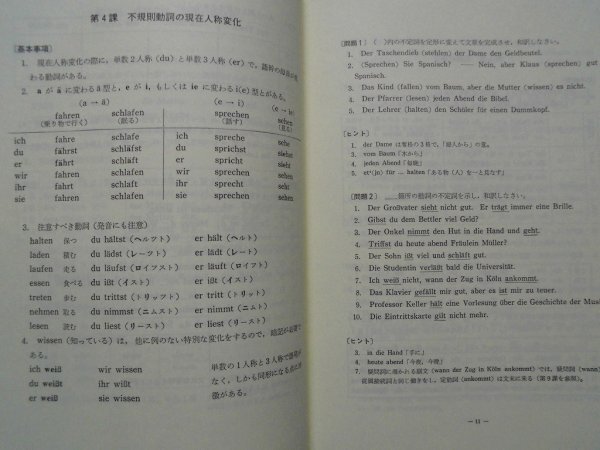 第4課 不規則動詞の現在人称変化
〔基本事項〕
1. 現在人称変化の際に，単数2人称（du）と単数3人称（er）で，語幹の母音が変
わる動詞がある。
2. a が ä に変わる ä 型と，e が i，もしくは ie に変わる i(e) 型とがある。
(a → ä) (e → i) (e → ie)
fahren schlafen sprechen sehen
(乗り物で行く) (眠る) (話す) (見る)
ich fahre schlafe ich spreche sehe
du fährst schläfst du sprichst siehst
er fährt schläft er spricht sieht
wir fahren schlafen wir sprechen sehen
ihr fahrt schlaft ihr sprecht seht
sie fahren schlafen sie sprechen sehen
3. 注意すべき動詞（発音にも注意）
halten 保つ du hältst (ヘルツト) er hält (ヘルト)
laden 積む du lädst (レーツト) er lädt (レート)
laufen 走る du läufst (ロイフスト) er läuft (ロイフト)
essen 食べる du ißt (イスト) er ißt (イスト)
treten 歩む du trittst (トリッツト) er tritt (トリット)
nehmen 取る du nimmst (ニムスト) er nimmt (ニムト)
lesen 読む du liest (リースト) er liest (リースト)
4. wissen（知っている）は，他に例のない特別な変化をするので，暗記が必要で
ある。
ich weiß wir wissen
du weißt ihr wißt
er weiß sie wissen
単数の1人称と3人称で語尾が
なく，しかも同形になる点に特
徴がある。
〔問題1〕（ ）内の不定詞を定形に変えて文章を完成させ，和訳しなさい。
1. Der Taschendieb (stehlen) der Dame den Geldbeutel.
2. (Sprechen) Sie Spanisch? — Nein, aber Klaus (sprechen) gut
Spanisch.
3. Das Kind (fallen) vom Baum, aber die Mutter (wissen) es nicht.
4. Der Pfarrer (lesen) jeden Abend die Bibel.
5. Der Lehrer (halten) den Schüler für einen Dummkopf.
〔ヒント〕
1. der Dame は奪格の3格で，「婦人から」の意。
3. vom Baum「木から」
4. jeden Abend「毎晩」
5. et⁴(jn) für … halten「ある物（人）を…と見なす」
〔問題2〕 ＿＿個所の動詞の不定詞を示し，和訳しなさい。
1. Der Großvater sieht nicht gut. Er trägt immer eine Brille.
2. Gibst du dem Bettler viel Geld?
3. Der Onkel nimmt den Hut in die Hand und geht.
4. Triffst du heute abend Fräulein Müller?
5. Der Sohn ißt viel und schläft gut.
6. Die Studentin verläßt bald die Universität.
7. Ich weiß nicht, wann der Zug in Köln ankommt.
8. Das Klavier gefällt mir gut, aber es ist mir zu teuer.
9. Professor Keller hält eine Vorlesung über die Geschichte der Mus
10. Die Eintrittskarte gilt nicht mehr.
〔ヒント〕
3. in die Hand「手に」
4. heute abend「今夜，今晩」
7. 疑問詞に導かれる副文（wann der Zug in Köln ankommt）では，疑問詞（wann）
従属接続詞と同じ働きをし，定動詞（ankommt）は文末に来る（第9課を参照）。
— 11 —